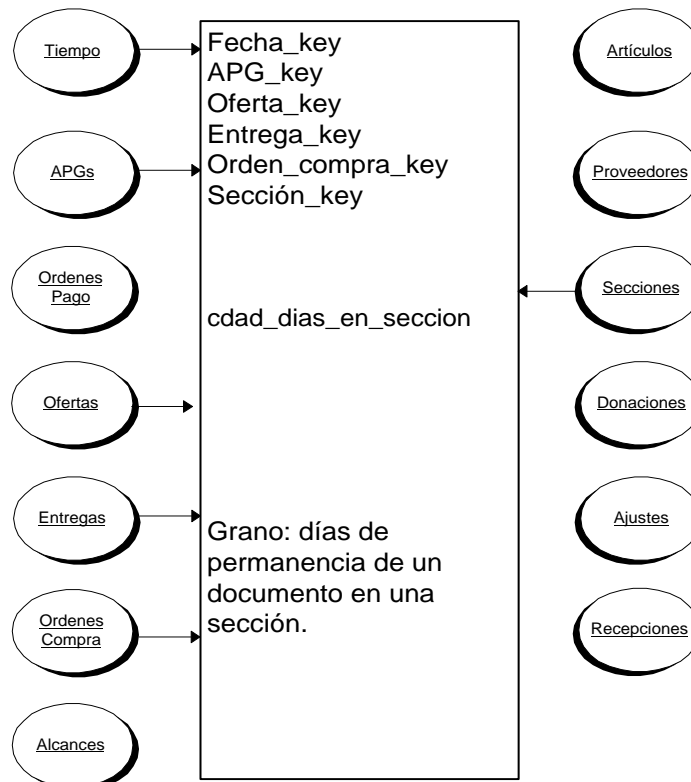 Tiempo
APGs
Ordenes
Pago
Ofertas
Entregas
Ordenes
Compra
Alcances
Fecha_key
APG_key
Oferta_key
Entrega_key
Orden_compra_key
Sección_key
cdad_dias_en_seccion
Grano: días de
permanencia de un
documento en una
sección.
Artículos
Proveedores
Secciones
Donaciones
Ajustes
Recepciones